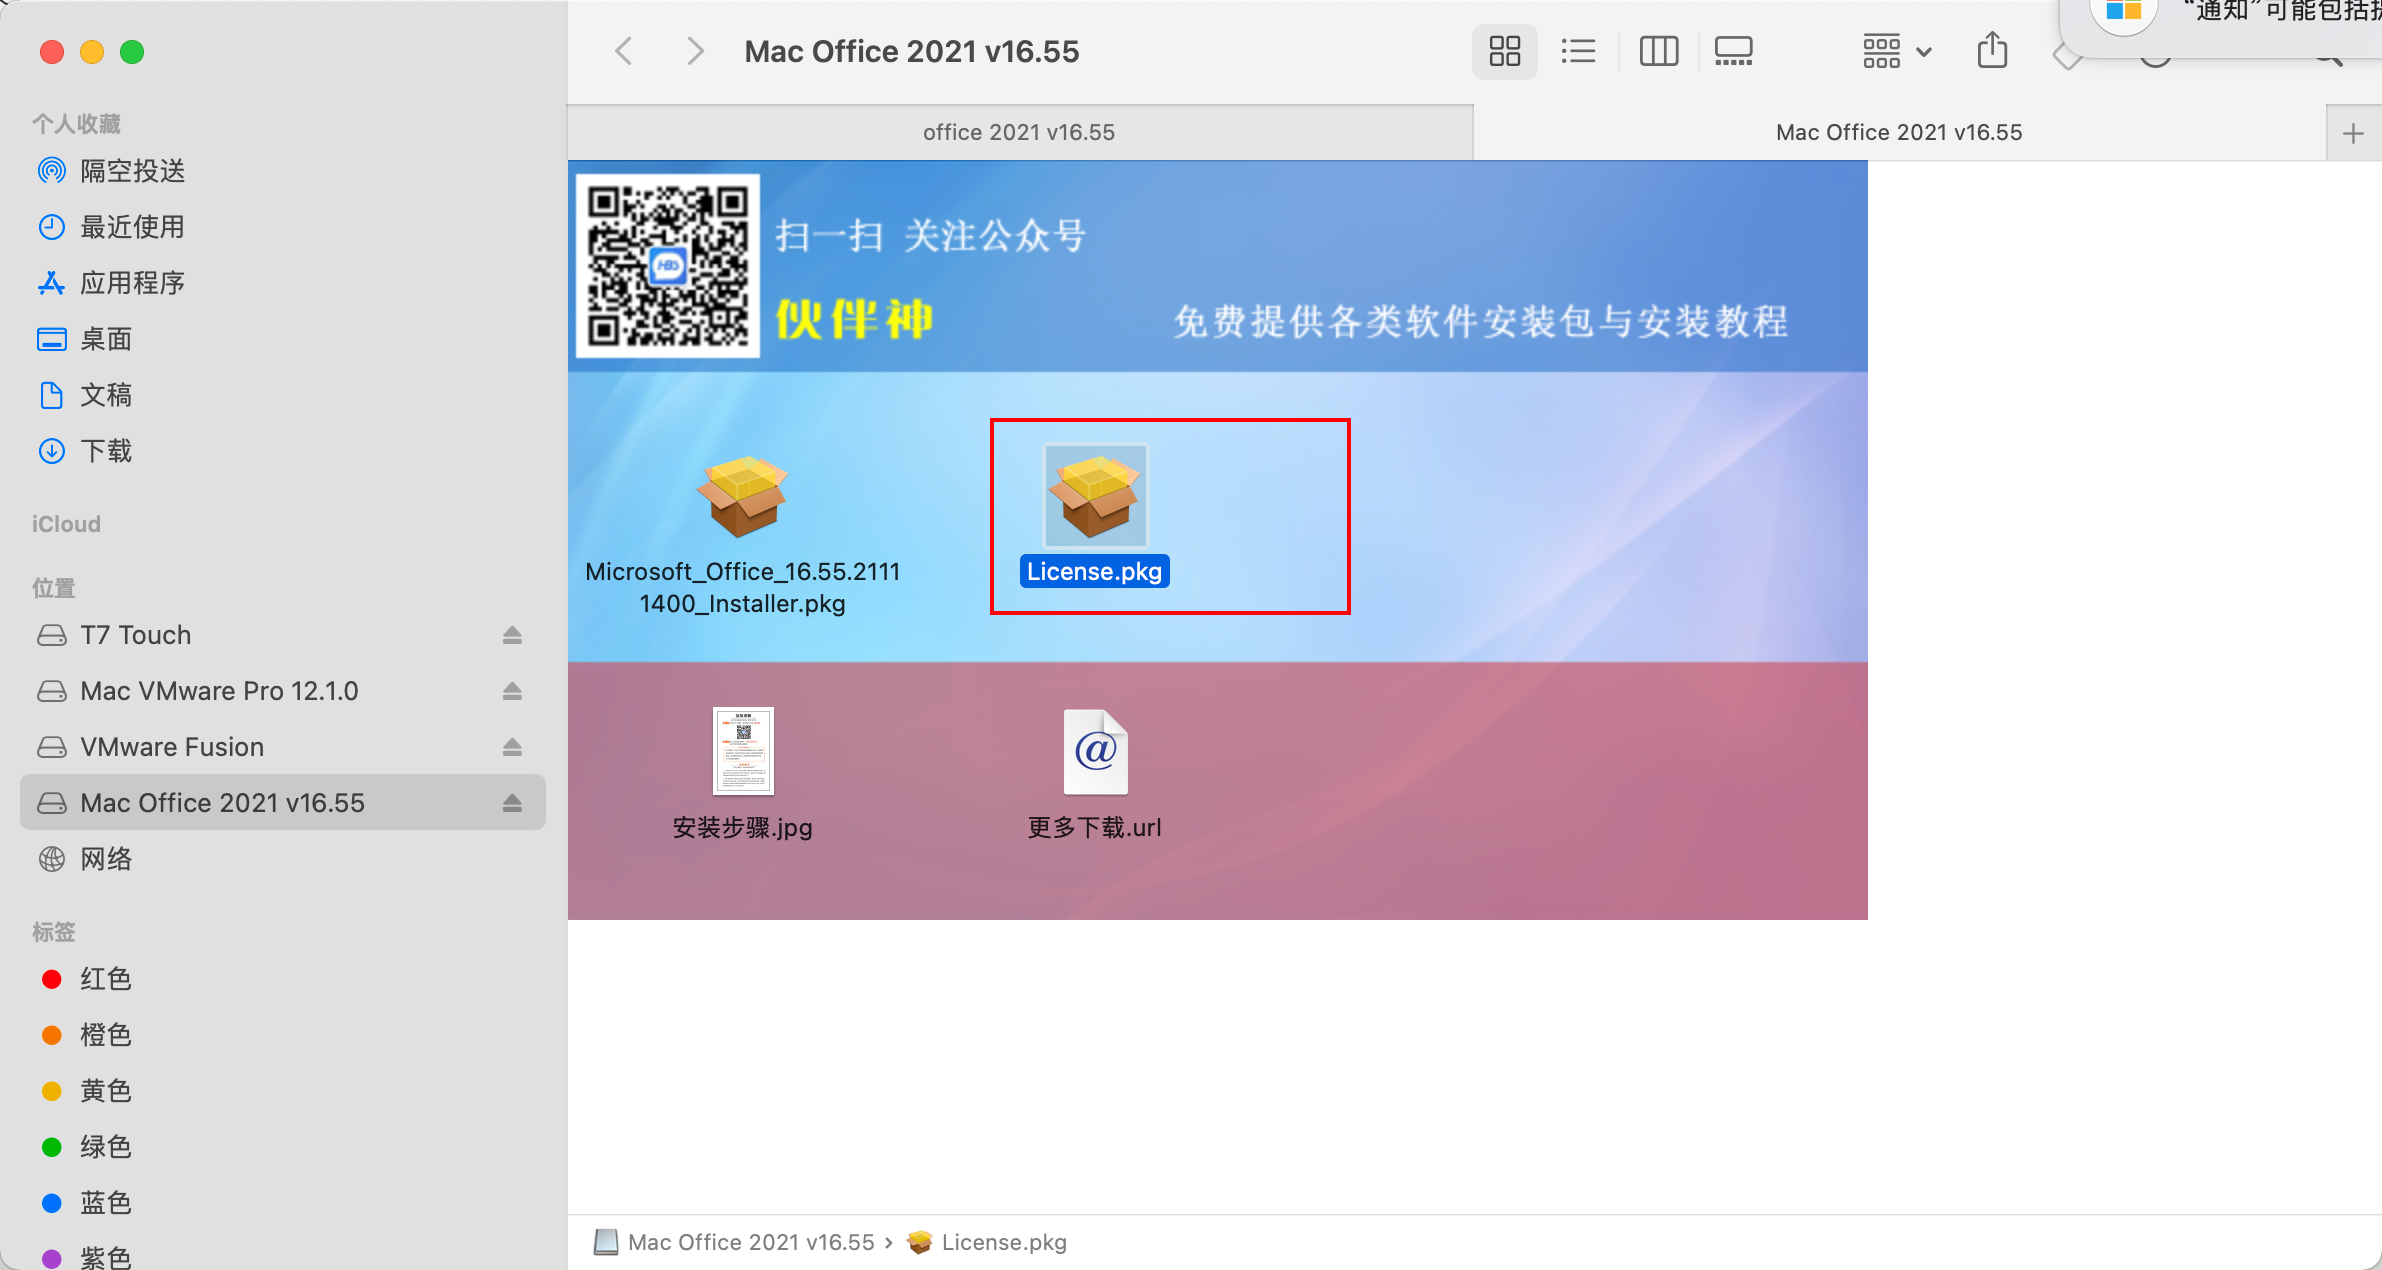 "通知"可能包括
Mac Office 2021 v16.55
office 2021 v16.55
Mac Office 2021 v16.55
个人收藏
隔空投送
最近使用
应用程序
桌面
文稿
下载
iCloud
位置
T7 Touch
Mac VMware Pro 12.1.0
VMware Fusion
Mac Office 2021 v16.55
网络
标签
红色
橙色
黄色
绿色
蓝色
紫色
扫一扫 关注公众号
伙伴神
免费提供各类软件安装包与安装教程
HBS
Microsoft_Office_16.55.2111
1400_Installer.pkg
License.pkg
安装步骤.jpg
更多下载.url
Mac Office 2021 v16.55 › License.pkg